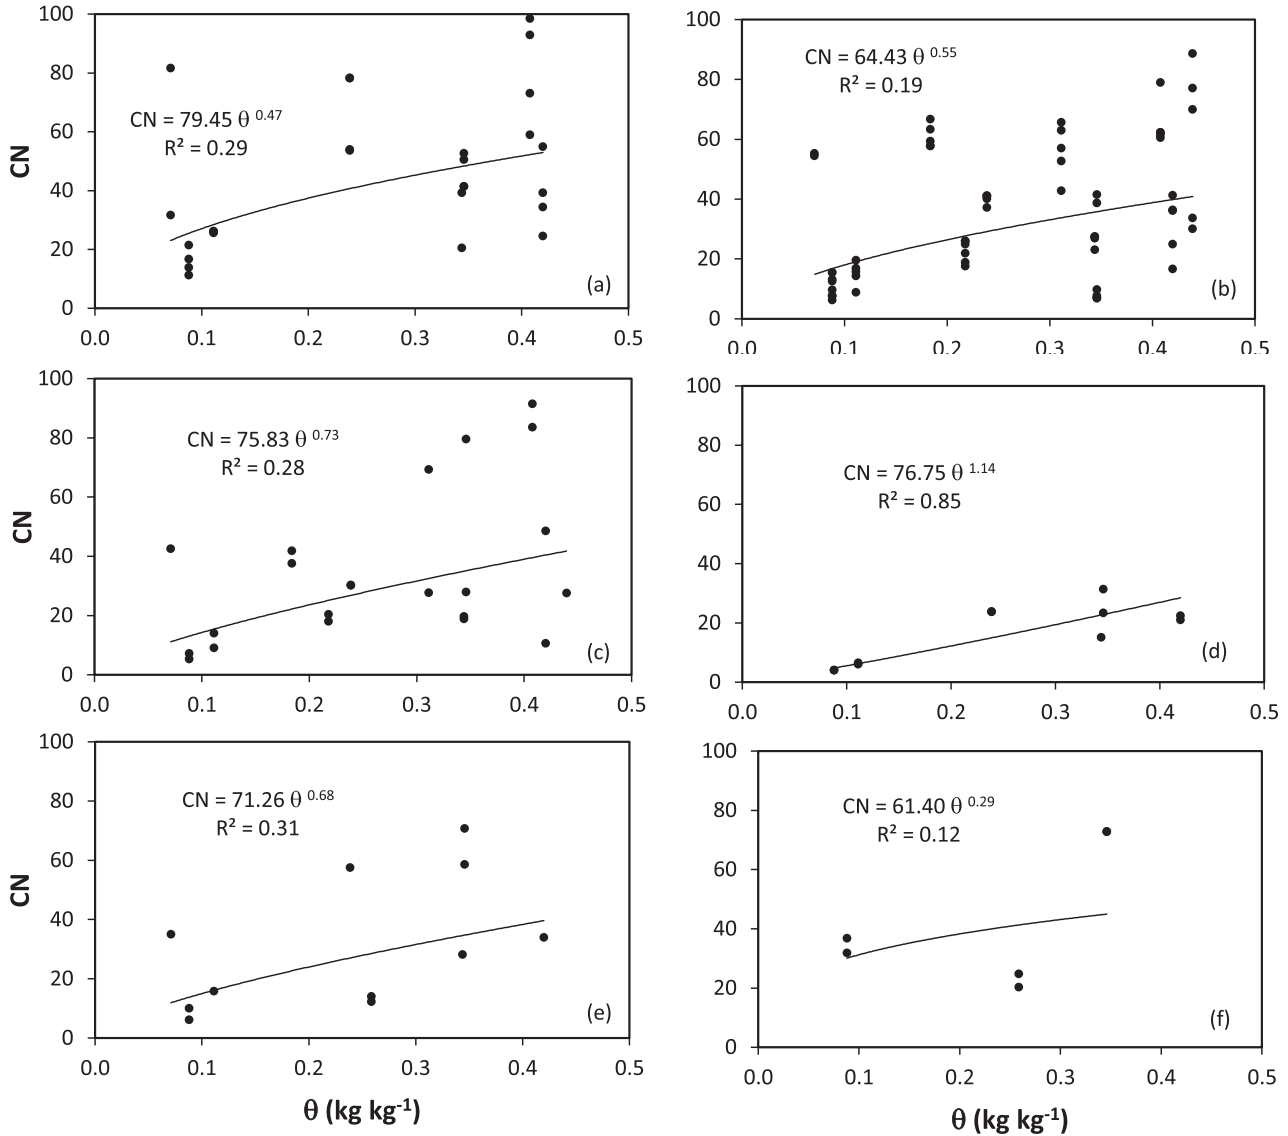 100
80
60
40
20
0
CN
CN = 79.45 θ 0.47
R² = 0.29
(a)
0.0 0.1 0.2 0.3 0.4 0.5
100
80
60
40
20
0
CN = 64.43 θ 0.55
R² = 0.19
(b)
0.0 0.1 0.2 0.3 0.4 0.5
100
80
60
40
20
0
CN
CN = 75.83 θ 0.73
R² = 0.28
(c)
0.0 0.1 0.2 0.3 0.4 0.5
100
80
60
40
20
0
CN = 76.75 θ 1.14
R² = 0.85
(d)
0.0 0.1 0.2 0.3 0.4 0.5
100
80
60
40
20
0
CN
CN = 71.26 θ 0.68
R² = 0.31
(e)
0.0 0.1 0.2 0.3 0.4 0.5
θ (kg kg-1)
100
80
60
40
20
0
CN = 61.40 θ 0.29
R² = 0.12
(f)
0.0 0.1 0.2 0.3 0.4 0.5
θ (kg kg-1)